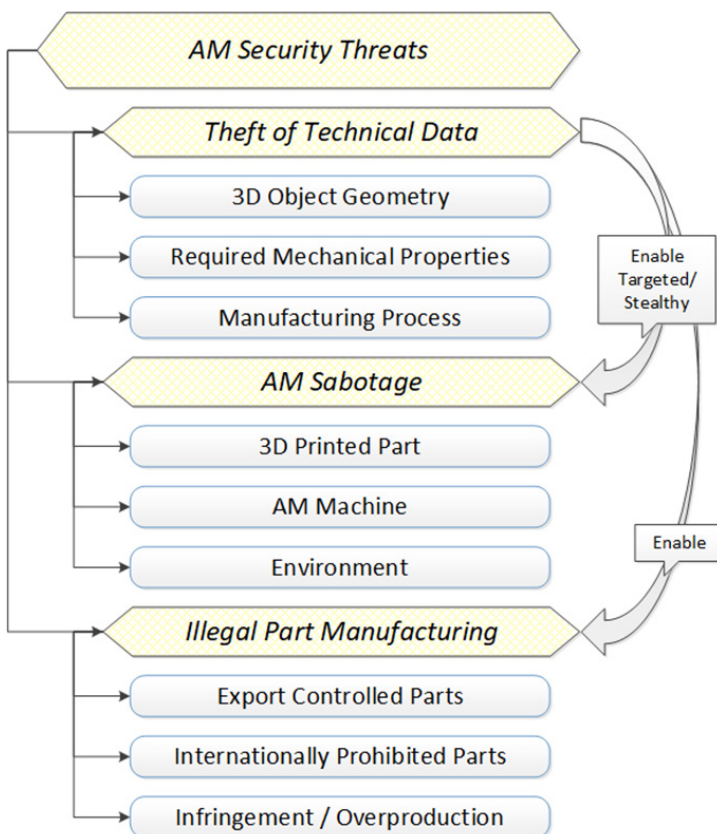 AM Security Threats
Theft of Technical Data
3D Object Geometry
Required Mechanical Properties
Manufacturing Process
Enable
Targeted/
Stealthy
AM Sabotage
3D Printed Part
AM Machine
Environment
Enable
Illegal Part Manufacturing
Export Controlled Parts
Internationally Prohibited Parts
Infringement / Overproduction